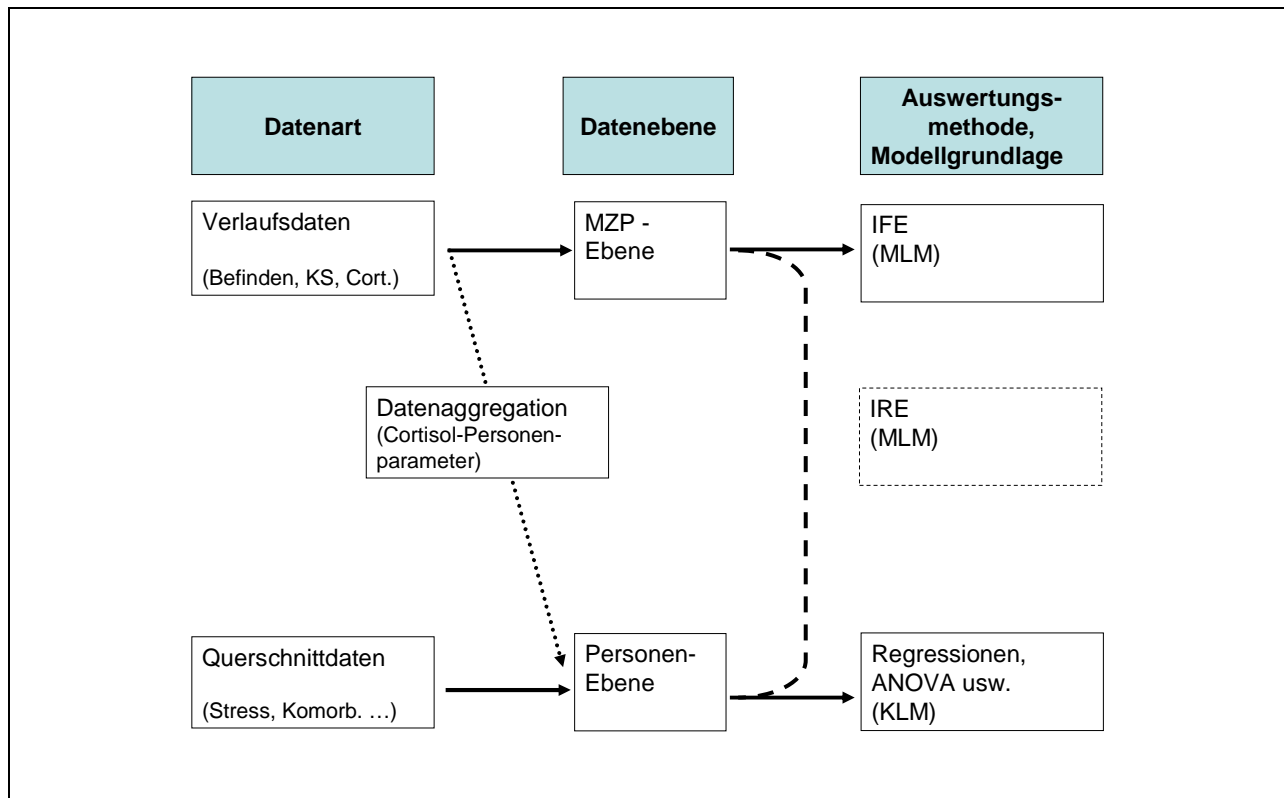 Datenart
Datenebene
Auswertungs-
methode,
Modellgrundlage
Verlaufsdaten
(Befinden, KS, Cort.)
MZP -
Ebene
IFE
(MLM)
Datenaggregation
(Cortisol-Personen-
parameter)
IRE
(MLM)
Querschnittdaten
(Stress, Komorb. …)
Personen-
Ebene
Regressionen,
ANOVA usw.
(KLM)